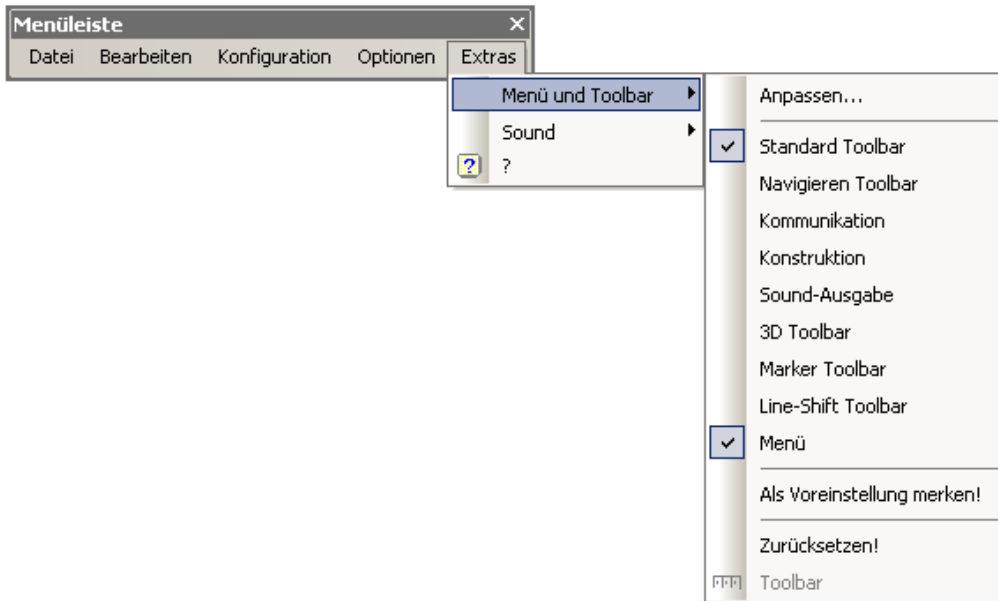 Menüleiste
Datei Bearbeiten Konfiguration Optionen Extras
Menü und Toolbar
Sound
?
Anpassen...
Standard Toolbar
Navigieren Toolbar
Kommunikation
Konstruktion
Sound-Ausgabe
3D Toolbar
Marker Toolbar
Line-Shift Toolbar
Menü
Als Voreinstellung merken!
Zurücksetzen!
Toolbar